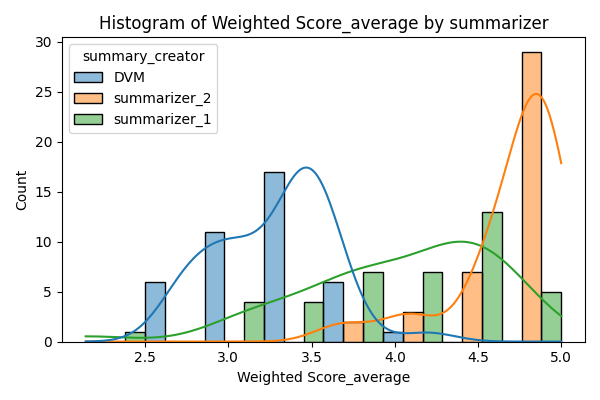 Histogram of Weighted Score_average by summarizer
summary_creator
DVM
summarizer_2
summarizer_1
Count
30
25
20
15
10
5
0
2.5 3.0 3.5 4.0 4.5 5.0
Weighted Score_average